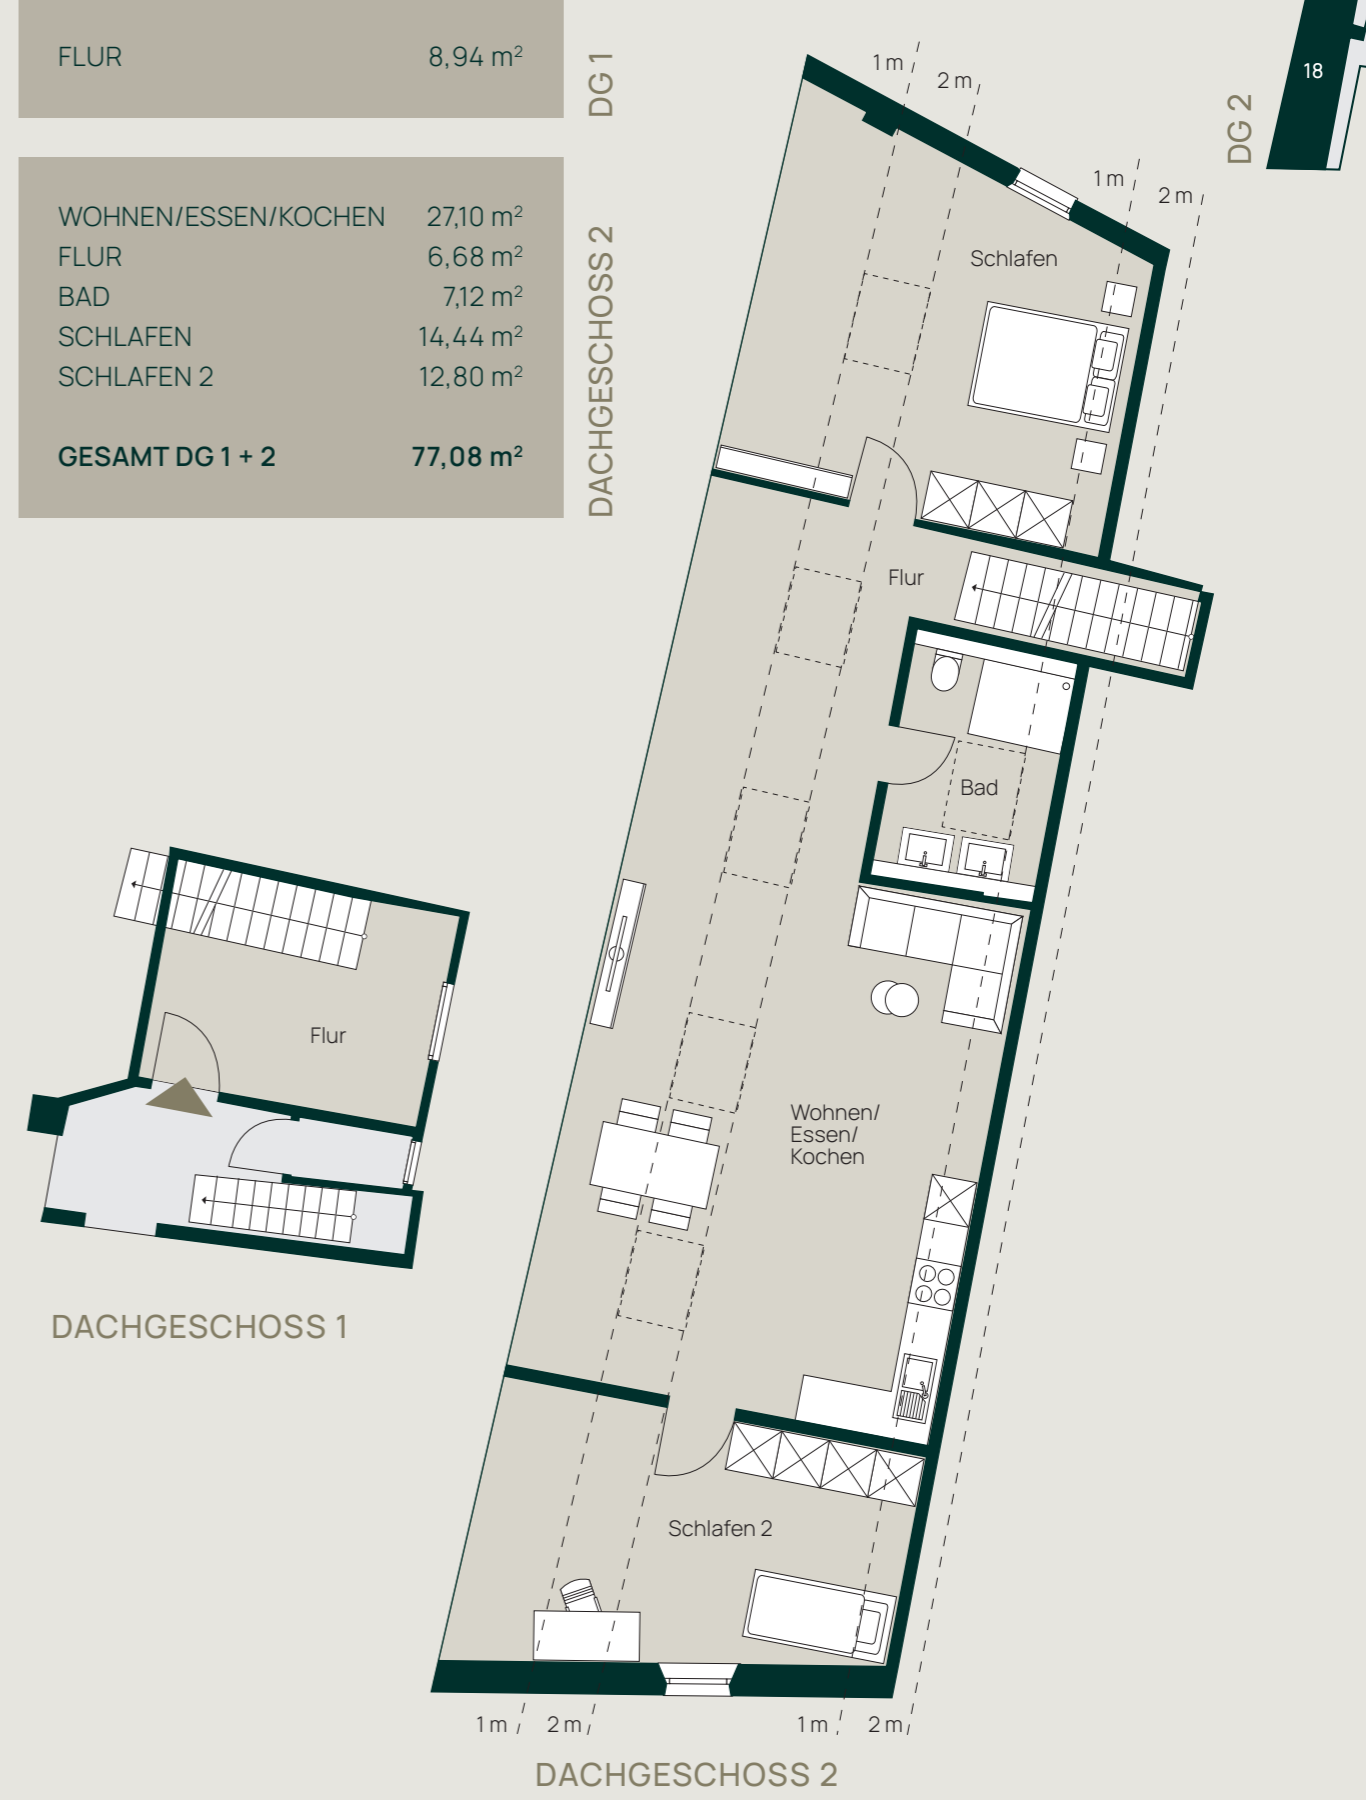 FLUR 8,94 m²
DG 1
WOHNEN/ESSEN/KOCHEN 27,10 m²
FLUR 6,68 m²
BAD 7,12 m²
SCHLAFEN 14,44 m²
SCHLAFEN 2 12,80 m²
GESAMT DG 1 + 2 77,08 m²
DACHGESCHOSS 2
DG 2
18
1 m
2 m
1 m
2 m
Schlafen
Flur
Bad
Wohnen/
Essen/
Kochen
Schlafen 2
1 m
2 m
1 m
2 m
DACHGESCHOSS 2
Flur
DACHGESCHOSS 1